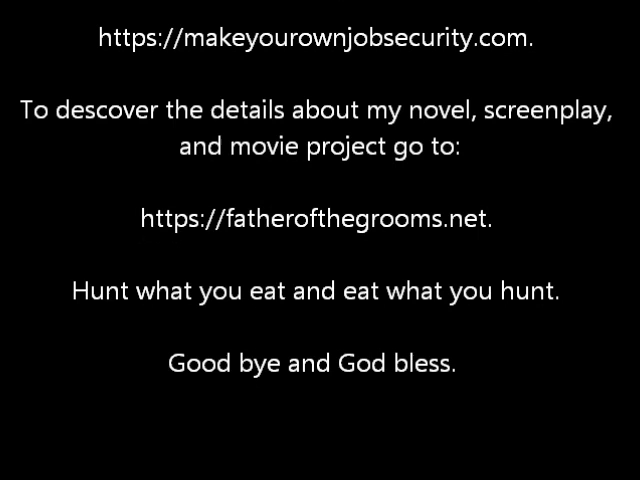 https://makeyourownjobsecurity.com.
To descover the details about my novel, screenplay,
and movie project go to:
https://fatherofthegrooms.net.
Hunt what you eat and eat what you hunt.
Good bye and God bless.